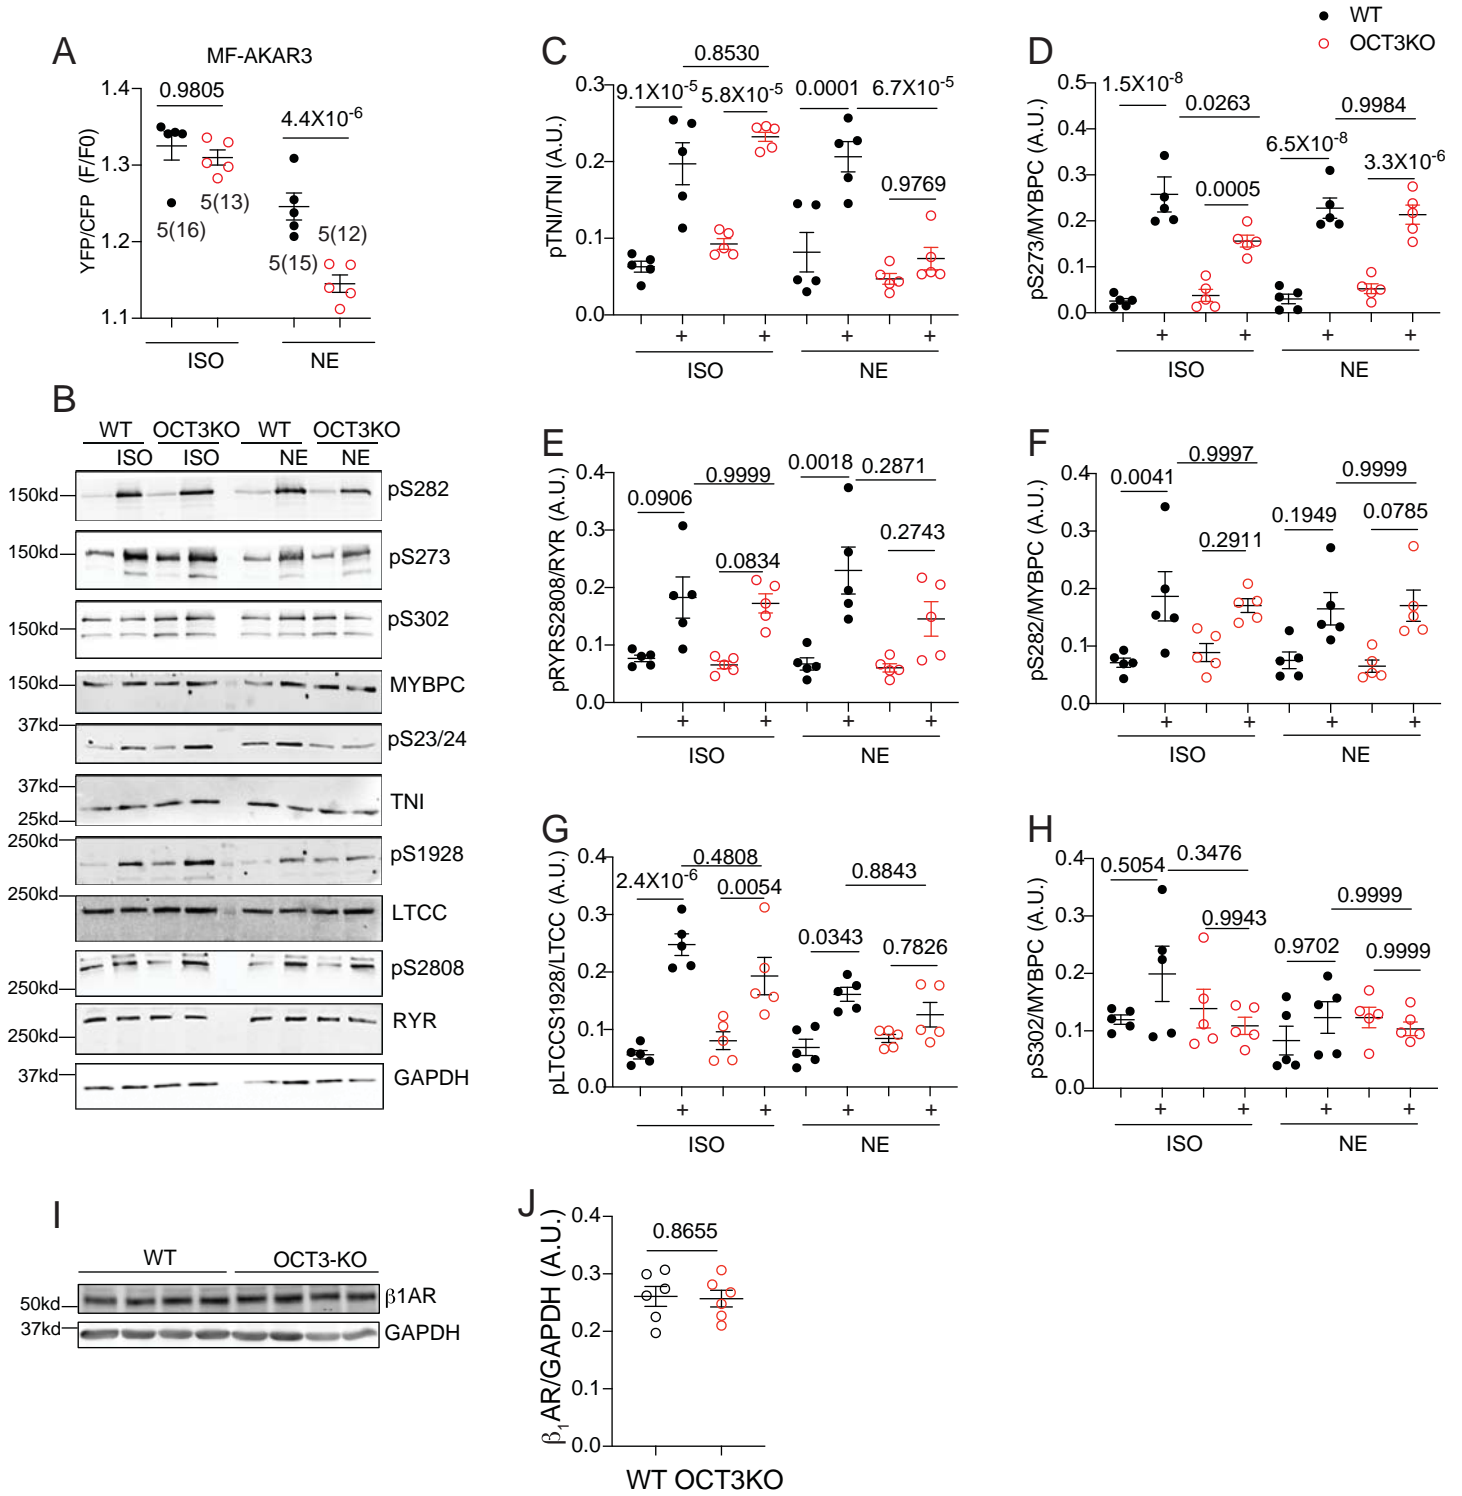 WT
OCT3KO
A
MF-AKAR3
YFP/CFP (F/F0)
1.4
1.3
1.2
1.1
0.9805
4.4X10-6
5(16)
5(13)
5(15)
5(12)
ISO
NE
B
WT OCT3KO WT OCT3KO
ISO ISO NE NE
150kd pS282
150kd pS273
150kd pS302
150kd MYBPC
37kd pS23/24
37kd TNI
25kd
250kd pS1928
250kd LTCC
250kd pS2808
250kd RYR
37kd GAPDH
C
pTNI/TNI (A.U.)
0.3
0.2
0.1
0.0
0.8530
9.1X10-5 5.8X10-5 0.0001 6.7X10-5
0.9769
+ + + +
ISO NE
D
pS273/MYBPC (A.U.)
0.5
0.4
0.3
0.2
0.1
0.0
1.5X10-8
0.0263
0.9984
6.5X10-8
3.3X10-6
0.0005
+ + + +
ISO NE
E
pRYRS2808/RYR (A.U.)
0.4
0.3
0.2
0.1
0.0
0.0906
0.9999
0.0018
0.2871
0.0834
0.2743
+ + + +
ISO NE
F
pS282/MYBPC (A.U.)
0.4
0.3
0.2
0.1
0.0
0.0041
0.9997
0.9999
0.2911
0.1949
0.0785
+ + + +
ISO NE
G
pLTCCS1928/LTCC (A.U.)
0.4
0.3
0.2
0.1
0.0
2.4X10-6
0.4808
0.0054
0.8843
0.0343
0.7826
+ + + +
ISO NE
H
pS302/MYBPC (A.U.)
0.4
0.3
0.2
0.1
0.0
0.5054
0.3476
0.9943
0.9999
0.9702
0.9999
+ + + +
ISO NE
I
WT OCT3-KO
50kd β1AR
37kd GAPDH
J
β1AR/GAPDH (A.U.)
0.4
0.3
0.2
0.1
0.0
0.8655
WT OCT3KO